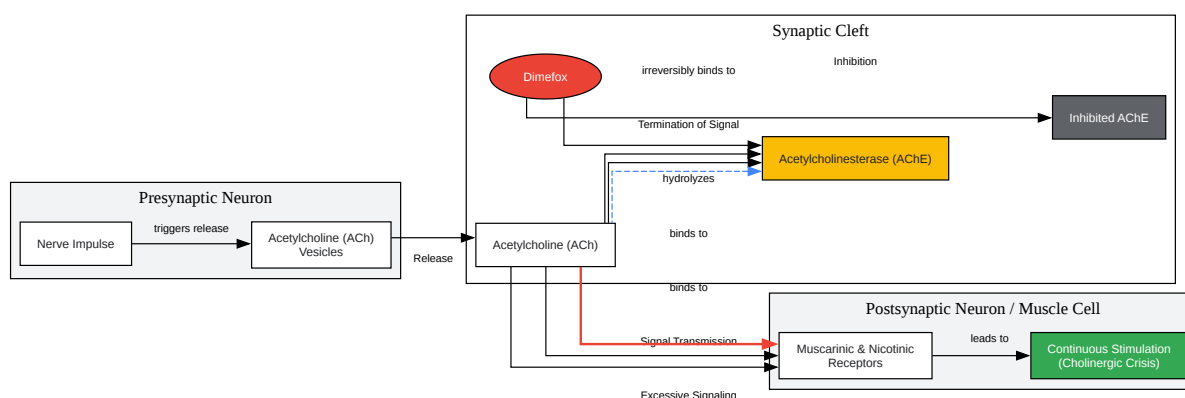 Synaptic Cleft
Inhibition
irreversibly binds to
Dimefox
Inhibited AChE
Termination of Signal
Acetylcholinesterase (AChE)
hydrolyzes
Presynaptic Neuron
triggers release
Nerve Impulse
Acetylcholine (ACh)
Vesicles
Release
Acetylcholine (ACh)
binds to
binds to
Postsynaptic Neuron / Muscle Cell
Signal Transmission
Muscarinic & Nicotinic
Receptors
leads to
Continuous Stimulation
(Cholinergic Crisis)
Excessive Signaling